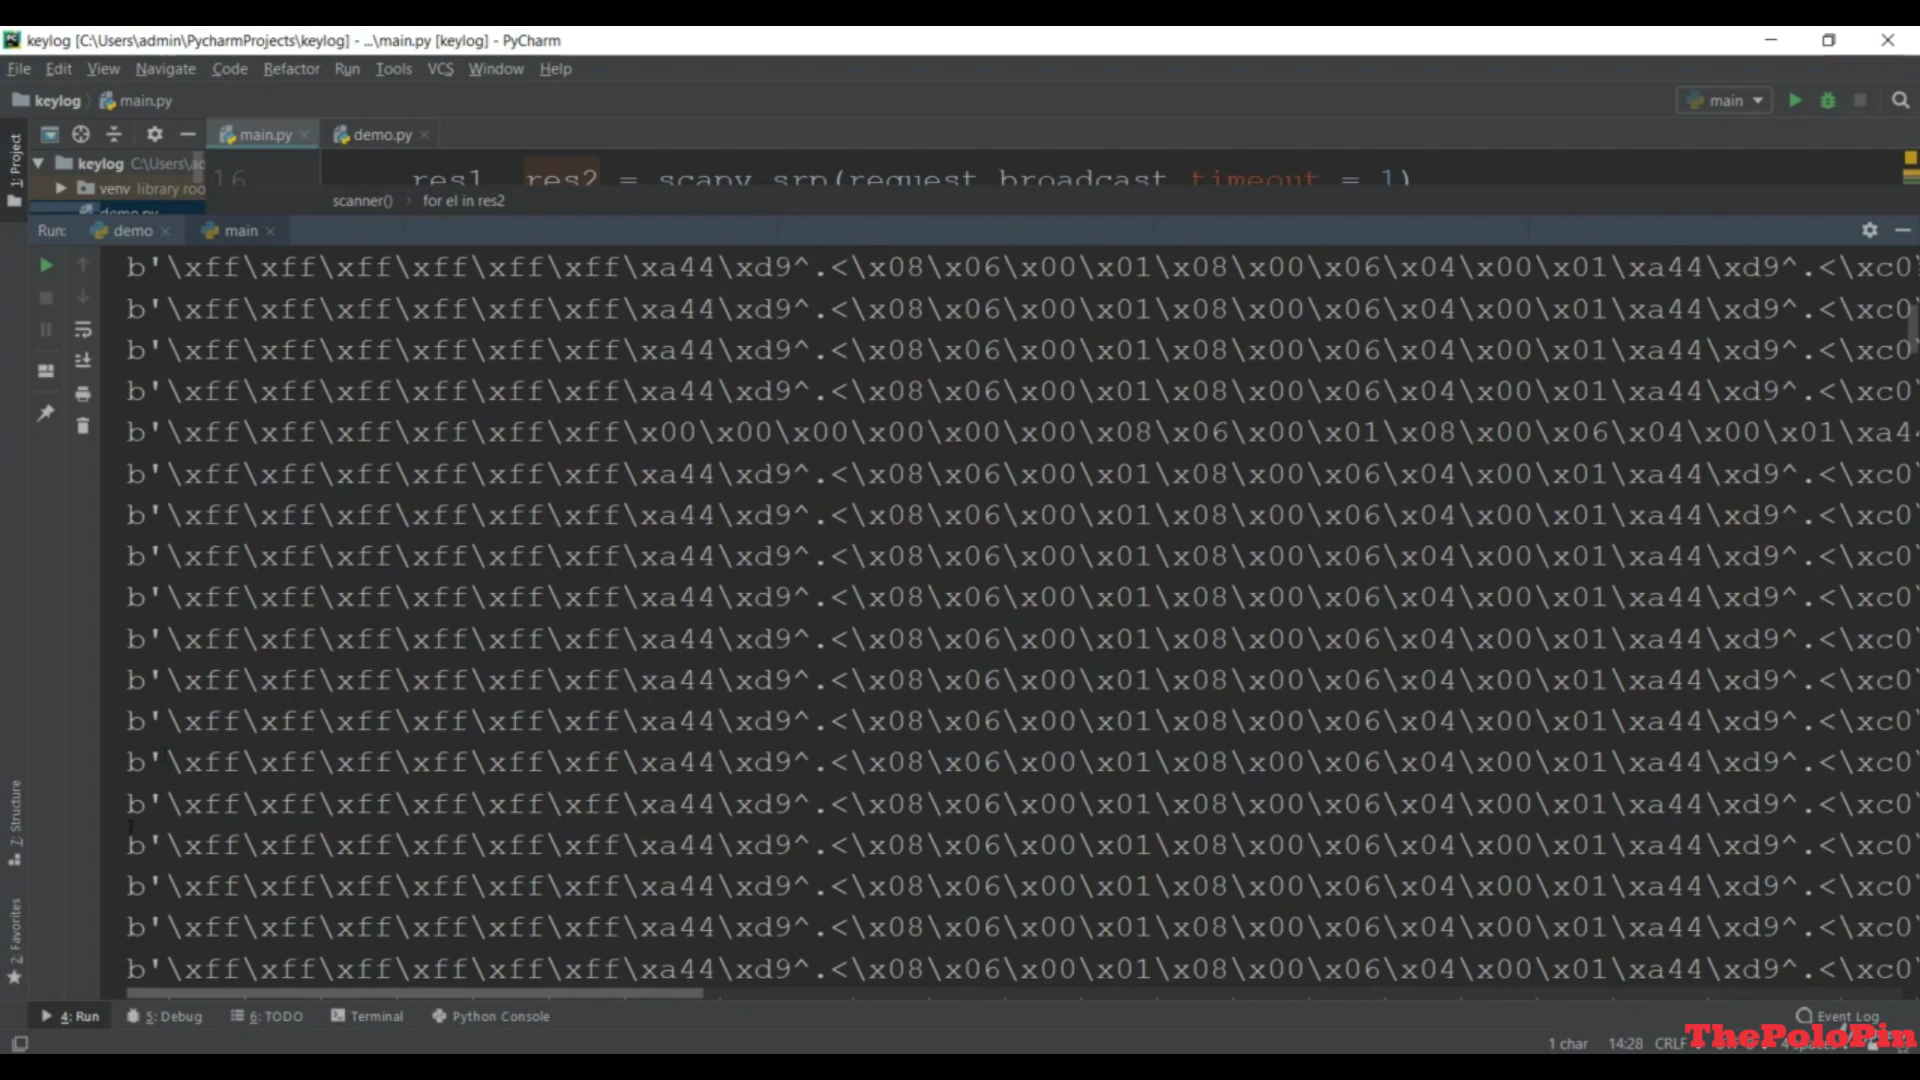 keylog [C:\Users\admin\PycharmProjects\keylog] - ...\main.py [keylog] - PyCharm
File Edit View Navigate Code Refactor Run Tools VCS Window Help
keylog main.py main
1: Project main.py demo.py
keylog C:\Users\ad 16 res1 res2 = scapy srp(request broadcast timeout = 1)
venv library roo
demo.py scanner() for el in res2
Run: demo main
b'\xff\xff\xff\xff\xff\xff\xa44\xd9^.<\x08\x06\x00\x01\x08\x00\x06\x04\x00\x01\xa44\xd9^.<\xc0
b'\xff\xff\xff\xff\xff\xff\xa44\xd9^.<\x08\x06\x00\x01\x08\x00\x06\x04\x00\x01\xa44\xd9^.<\xc0
b'\xff\xff\xff\xff\xff\xff\xa44\xd9^.<\x08\x06\x00\x01\x08\x00\x06\x04\x00\x01\xa44\xd9^.<\xc0
b'\xff\xff\xff\xff\xff\xff\xa44\xd9^.<\x08\x06\x00\x01\x08\x00\x06\x04\x00\x01\xa44\xd9^.<\xc0
b'\xff\xff\xff\xff\xff\xff\x00\x00\x00\x00\x00\x00\x08\x06\x00\x01\x08\x00\x06\x04\x00\x01\xa4
b'\xff\xff\xff\xff\xff\xff\xa44\xd9^.<\x08\x06\x00\x01\x08\x00\x06\x04\x00\x01\xa44\xd9^.<\xc0
b'\xff\xff\xff\xff\xff\xff\xa44\xd9^.<\x08\x06\x00\x01\x08\x00\x06\x04\x00\x01\xa44\xd9^.<\xc0
b'\xff\xff\xff\xff\xff\xff\xa44\xd9^.<\x08\x06\x00\x01\x08\x00\x06\x04\x00\x01\xa44\xd9^.<\xc0
b'\xff\xff\xff\xff\xff\xff\xa44\xd9^.<\x08\x06\x00\x01\x08\x00\x06\x04\x00\x01\xa44\xd9^.<\xc0
b'\xff\xff\xff\xff\xff\xff\xa44\xd9^.<\x08\x06\x00\x01\x08\x00\x06\x04\x00\x01\xa44\xd9^.<\xc0
b'\xff\xff\xff\xff\xff\xff\xa44\xd9^.<\x08\x06\x00\x01\x08\x00\x06\x04\x00\x01\xa44\xd9^.<\xc0
b'\xff\xff\xff\xff\xff\xff\xa44\xd9^.<\x08\x06\x00\x01\x08\x00\x06\x04\x00\x01\xa44\xd9^.<\xc0
b'\xff\xff\xff\xff\xff\xff\xa44\xd9^.<\x08\x06\x00\x01\x08\x00\x06\x04\x00\x01\xa44\xd9^.<\xc0
b'\xff\xff\xff\xff\xff\xff\xa44\xd9^.<\x08\x06\x00\x01\x08\x00\x06\x04\x00\x01\xa44\xd9^.<\xc0
b'\xff\xff\xff\xff\xff\xff\xa44\xd9^.<\x08\x06\x00\x01\x08\x00\x06\x04\x00\x01\xa44\xd9^.<\xc0
b'\xff\xff\xff\xff\xff\xff\xa44\xd9^.<\x08\x06\x00\x01\x08\x00\x06\x04\x00\x01\xa44\xd9^.<\xc0
b'\xff\xff\xff\xff\xff\xff\xa44\xd9^.<\x08\x06\x00\x01\x08\x00\x06\x04\x00\x01\xa44\xd9^.<\xc0
b'\xff\xff\xff\xff\xff\xff\xa44\xd9^.<\x08\x06\x00\x01\x08\x00\x06\x04\x00\x01\xa44\xd9^.<\xc0
Z: Structure
2: Favorites
4: Run 5: Debug 6: TODO Terminal Python Console Event Log
1 char 14:28 CRLF
ThePoloPin